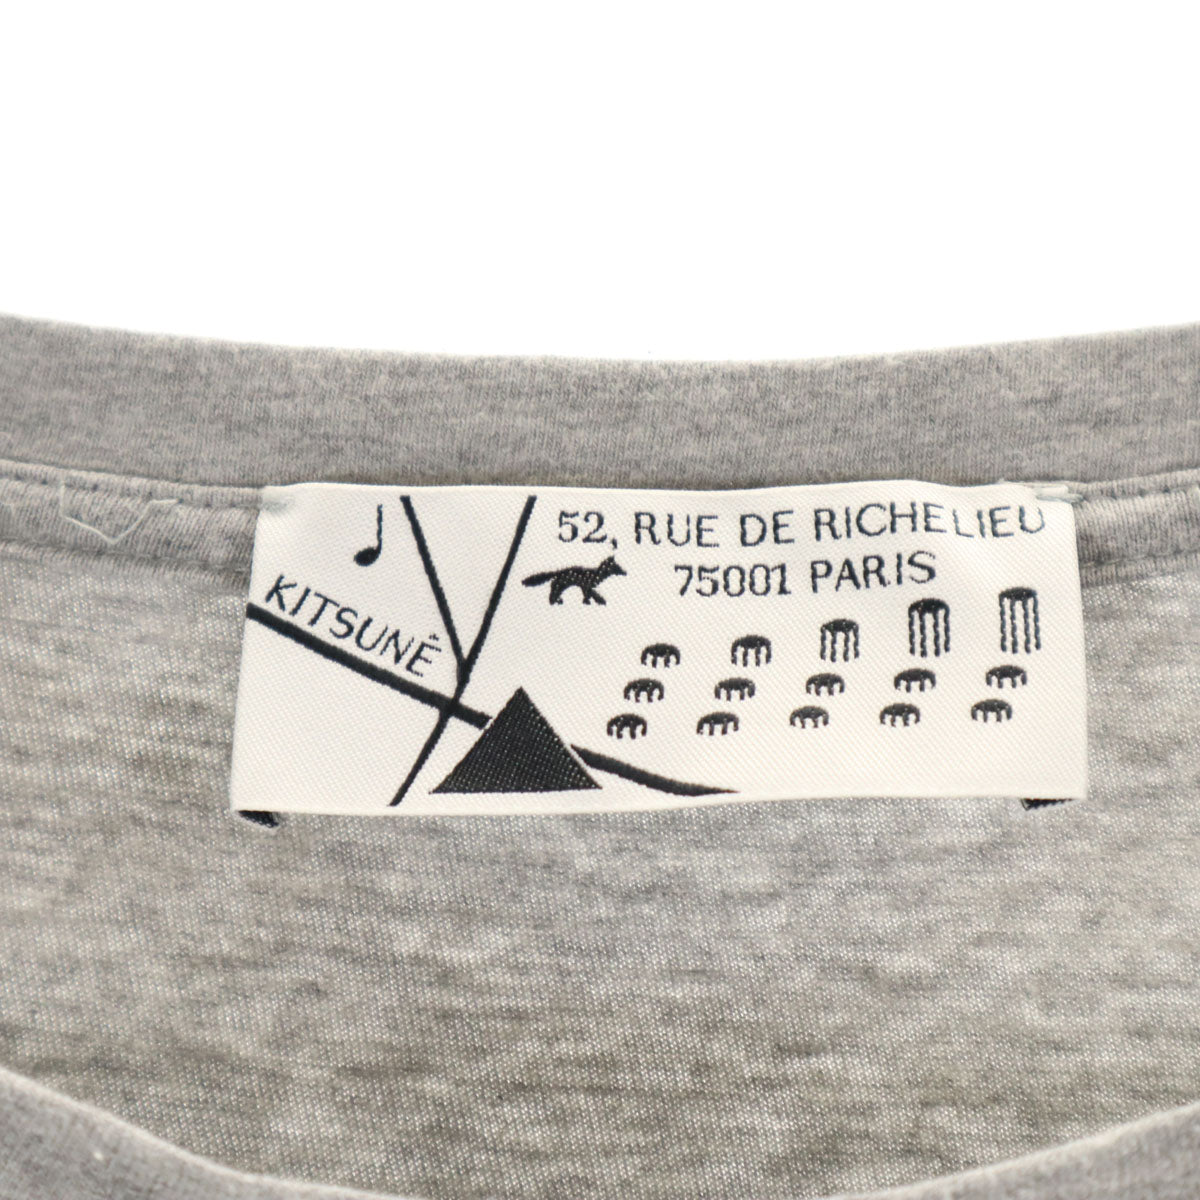 52, RUE DE RICHELIEU
75001 PARIS
KITSUNÉ